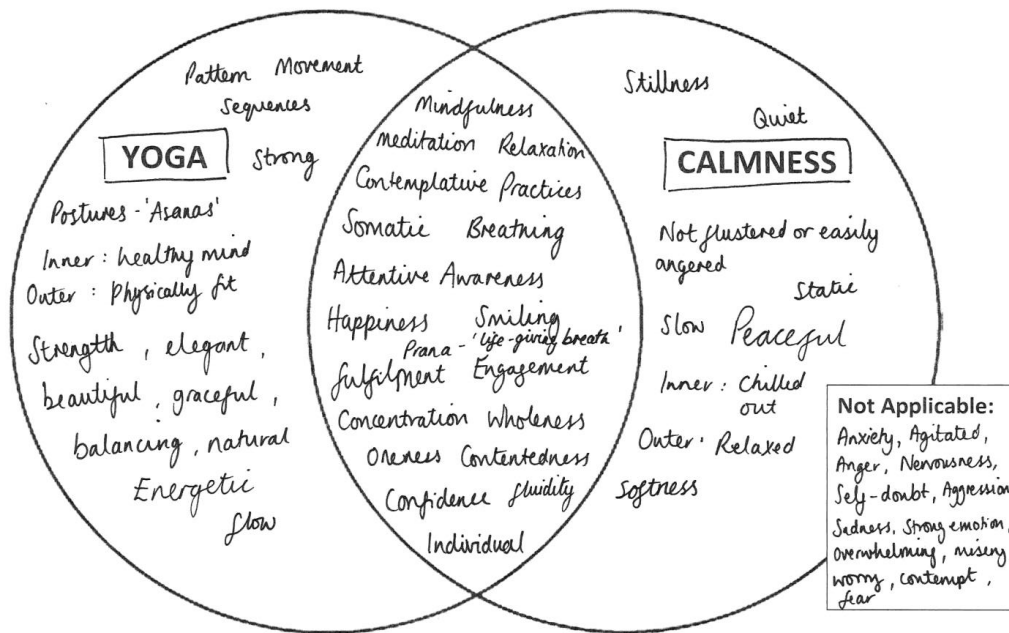 Pattern Movement
Sequences
YOGA
Strong
Postures - 'Asanas'
Inner: healthy mind
Outer: Physically fit
Strengtth, elegant,
beautiful, graceful,
balancing, natural
Energetic
flow
Mindfulness
meditation Relaxation
Contemplative Practices
Somatic Breathing
Attentive Awareness
Happiness Smiling
Prana - 'life-giving breath'
fulfilment Engagement
Concentration Wholeness
Oneness Contentedness
Confidence fluidity
Individual
Stillness
Quiet
CALMNESS
Not flustered or easily
angered
Static
Slow Peaceful
Inner: Chilled
out
Outer: Relaxed
Softness
Not Applicable:
Anxiety, Agitated,
Anger, Nervousness,
Self-doubt, Aggression
Sadness, Strong emotion,
overwhelming, misery
worry, contempt,
fear